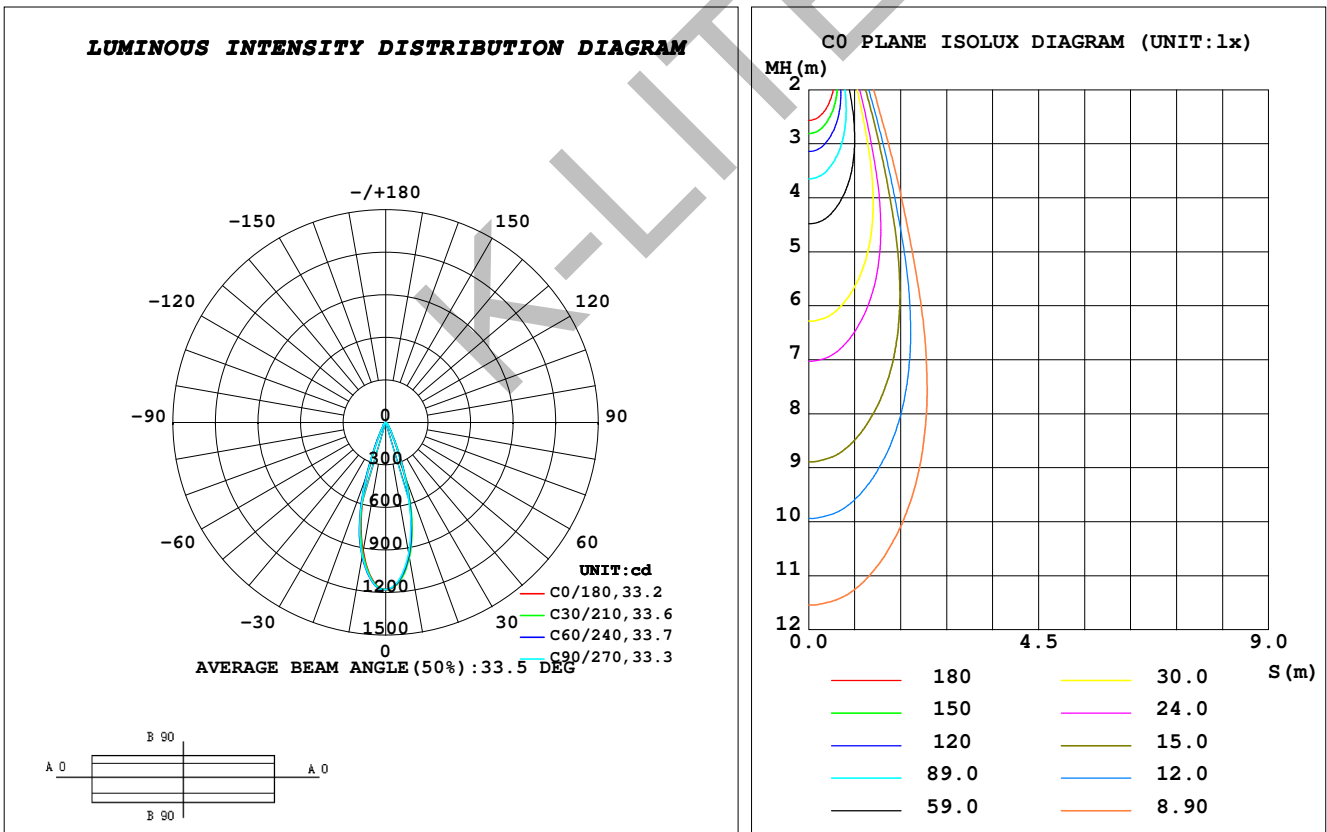 LUMINOUS INTENSITY DISTRIBUTION DIAGRAM
-/+180
-150
150
-120
120
-90
0
90
300
600
-60
900
60
UNIT:cd
1200
C0/180,33.2
-30
1500
30
C30/210,33.6
C60/240,33.7
0
C90/270,33.3
AVERAGE BEAM ANGLE(50%):33.5 DEG
B 90
A 0
A 0
B 90
K-LITE
C0 PLANE ISOLUX DIAGRAM (UNIT:lx)
MH(m)
2
3
4
5
6
7
8
9
10
11
12
0.0
4.5
9.0
S(m)
180
30.0
150
24.0
120
15.0
89.0
12.0
59.0
8.90